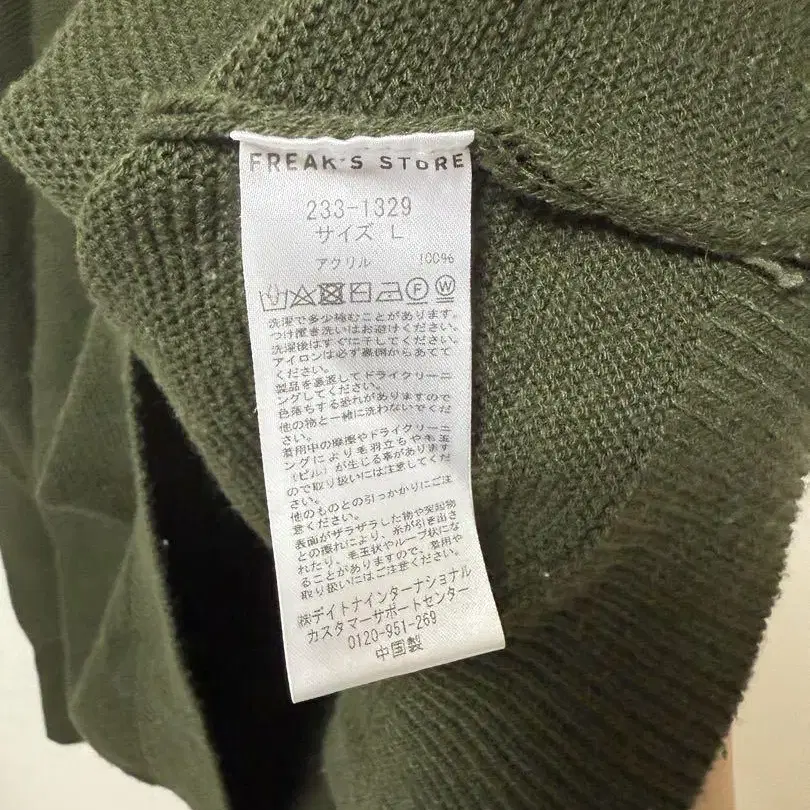 FREAK'S STORE
233-1329
サイズ L
アクリル 100%
F W
洗濯で多少縮むことがあります。
つけ置き洗いはお避けください。
洗濯後はすぐに干してください。
アイロンは必ず裏側からあてて
ください。
製品を裏返してドライクリーニ
ングしてください。
色落ちする恐れがありますので
他の物と一緒に洗わないでくだ
さい。
着用中の摩擦やドライクリーニ
ングにより毛羽立ちや毛玉
(ピル)が生じる事があります
ので取り扱いには注意してくだ
さい。
他のものとの引っかかりにご注
意ください。
表面がザラザラした物や突起物
との擦れにより、糸が引き出さ
れたり、毛玉状やループ状にな
ることがありますので、着用や
取り扱いにはご注意ください。
㈱デイトナインターナショナル
カスタマーサポートセンター
0120-951-269
中国製